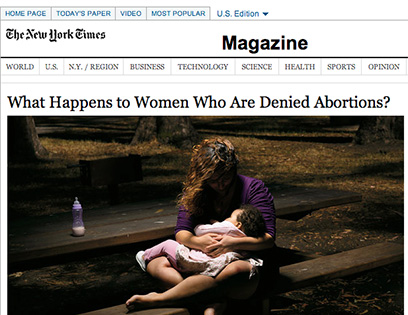 HOME PAGE TODAY'S PAPER VIDEO MOST POPULAR U.S. Edition
The New York Times
Magazine
WORLD U.S. N.Y. / REGION BUSINESS TECHNOLOGY SCIENCE HEALTH SPORTS OPINION
What Happens to Women Who Are Denied Abortions?